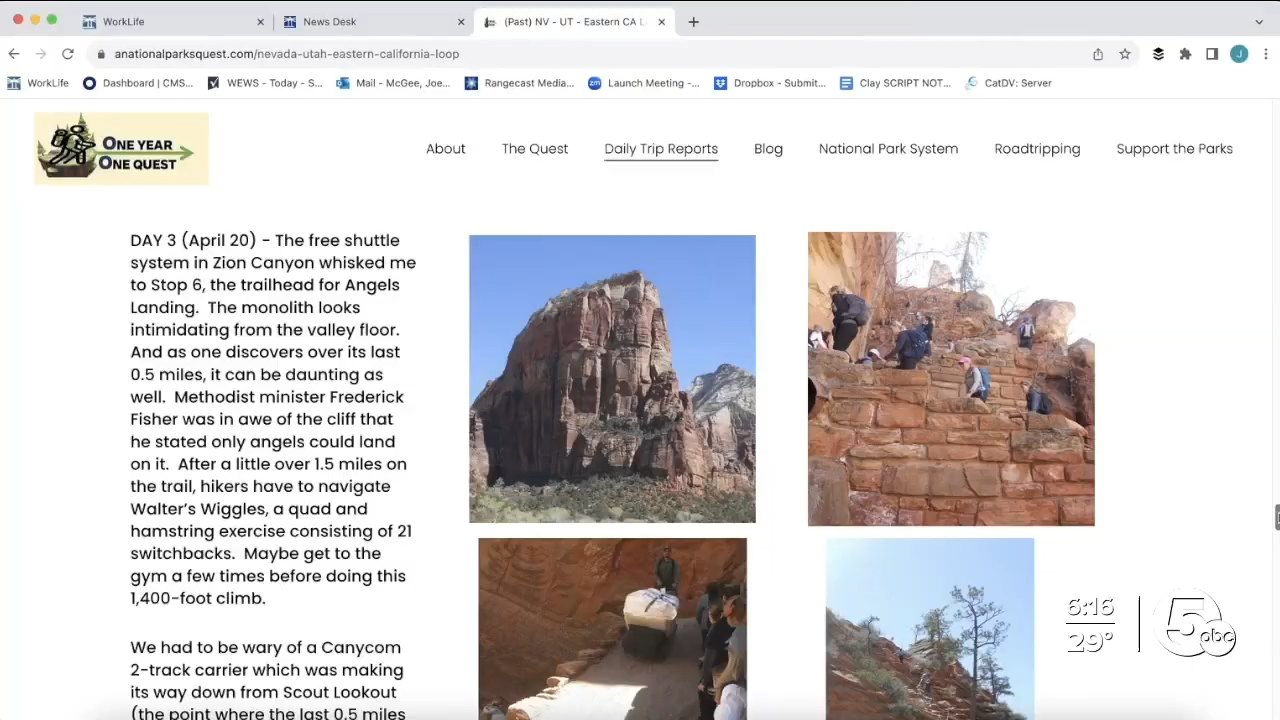 WorkLife
News Desk
(Past) NV - UT - Eastern CA L
anationalparksquest.com/nevada-utah-eastern-california-loop
J
WorkLife
Dashboard | CMS...
WEWS - Today - S...
Mail - McGee, Joe...
Rangecast Media...
zm
Launch Meeting -...
Dropbox - Submit...
Clay SCRIPT NOT...
CatDV: Server
ONE YEAR
ONE QUEST
About
The Quest
Daily Trip Reports
Blog
National Park System
Roadtripping
Support the Parks
DAY 3 (April 20) - The free shuttle
system in Zion Canyon whisked me
to Stop 6, the trailhead for Angels
Landing. The monolith looks
intimidating from the valley floor.
And as one discovers over its last
0.5 miles, it can be daunting as
well. Methodist minister Frederick
Fisher was in awe of the cliff that
he stated only angels could land
on it. After a little over 1.5 miles on
the trail, hikers have to navigate
Walter's Wiggles, a quad and
hamstring exercise consisting of 21
switchbacks. Maybe get to the
gym a few times before doing this
1,400-foot climb.
We had to be wary of a Canycom
2-track carrier which was making
its way down from Scout Lookout
(the point where the last 0.5 miles
6:16
29°
5
abc